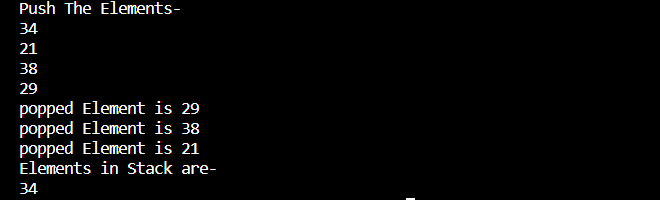 Push The Elements-
34
21
38
29
popped Element is 29
popped Element is 38
popped Element is 21
Elements in Stack are-
34